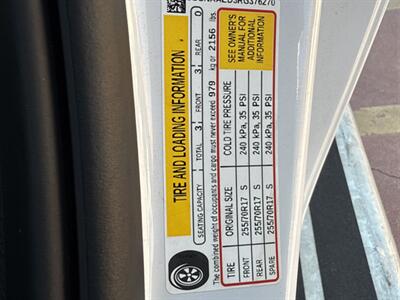 TIRE AND LOADING INFORMATION
SEATING CAPACITY TOTAL 3 FRONT 3 REAR 0
The combined weight of occupants and cargo must never exceed 979 kg or 2156 lbs.
TIRE ORIGINAL SIZE COLD TIRE PRESSURE
FRONT 255/70R17 S 240 kPa, 35 PSI
REAR 255/70R17 S 240 kPa, 35 PSI
SPARE 255/70R17 S 240 kPa, 35 PSI
SEE OWNER'S
MANUAL FOR
ADDITIONAL
INFORMATION